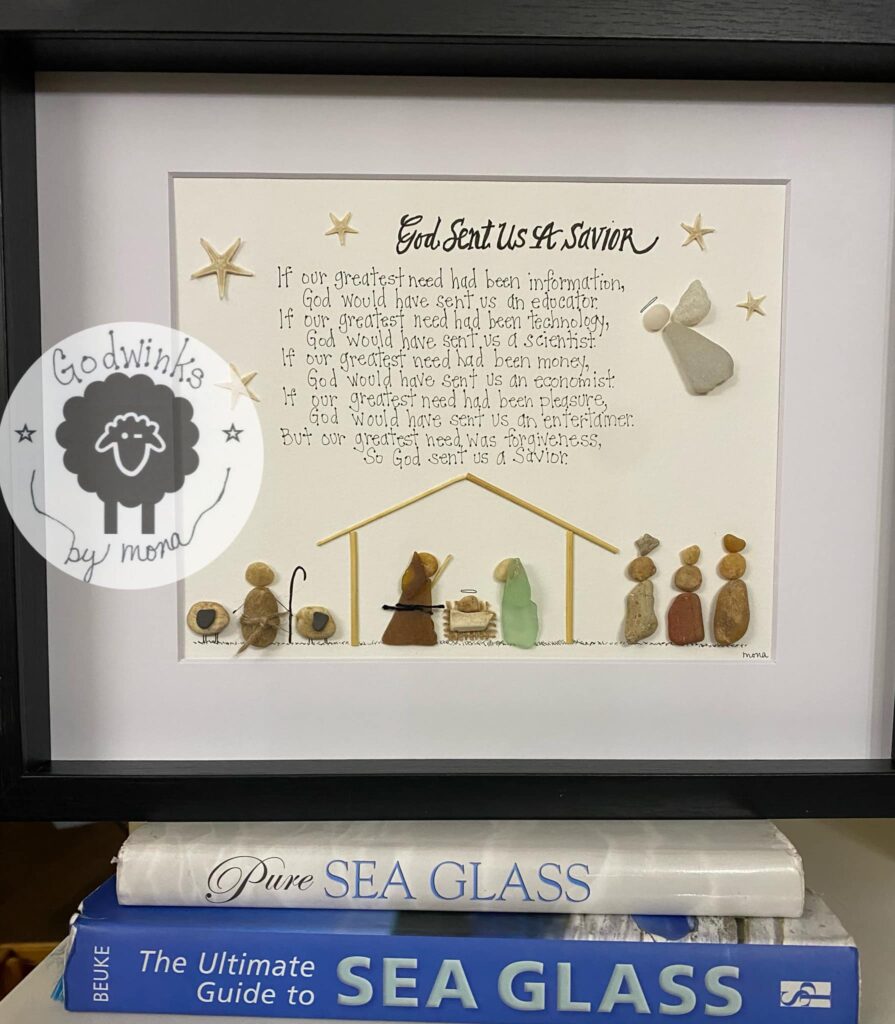 God Sent Us A Savior
If our greatest need had been information,
God would have sent us an educator.
If our greatest need had been technology,
God would have sent us a scientist.
If our greatest need had been money,
God would have sent us an economist.
If our greatest need had been pleasure,
God would have sent us an entertainer.
But our greatest need was forgiveness,
So God sent us a Savior.
Godwinks
by mona
mona
Pure SEA GLASS
BEUKE
The Ultimate
Guide to
SEA GLASS